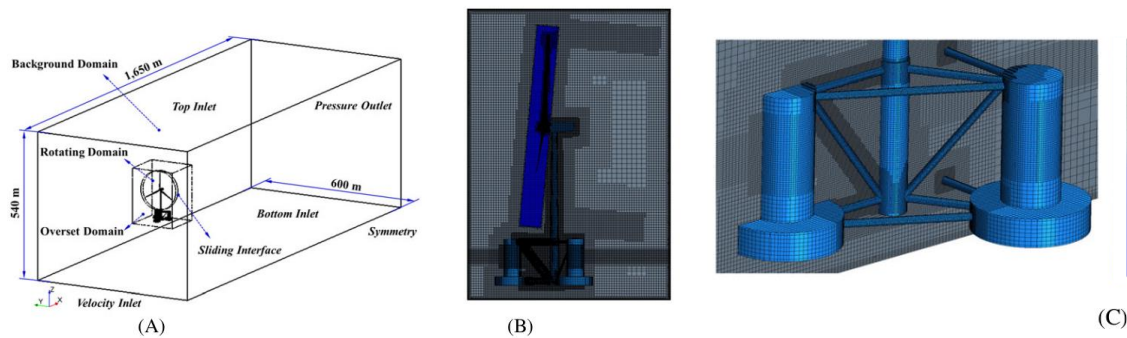 Background Domain
1,650 m
Top Inlet
Pressure Outlet
Rotating Domain
540 m
600 m
Bottom Inlet
Overset Domain
Symmetry
Sliding Interface
Z
Y
X
Velocity Inlet
(A)
(B)
(C)